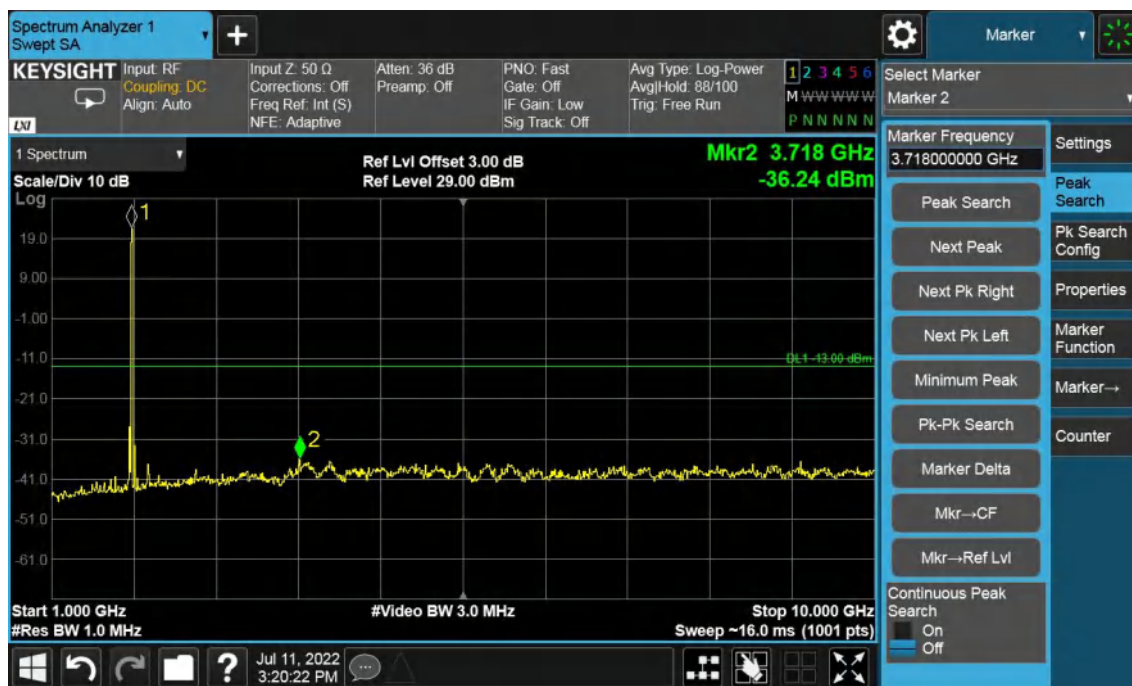 Spectrum Analyzer 1
Swept SA
+
Marker
KEYSIGHT
LXI
Input: RF
Coupling: DC
Align: Auto
Input Z: 50 Ω
Corrections: Off
Freq Ref: Int (S)
NFE: Adaptive
Atten: 36 dB
Preamp: Off
PNO: Fast
Gate: Off
IF Gain: Low
Sig Track: Off
Avg Type: Log-Power
Avg|Hold: 88/100
Trig: Free Run
1 2 3 4 5 6
M W W W W W
P N N N N N
Select Marker
Marker 2
1 Spectrum
Scale/Div 10 dB
Log
Ref Lvl Offset 3.00 dB
Ref Level 29.00 dBm
Mkr2 3.718 GHz
-36.24 dBm
1
19.0
9.00
-1.00
-11.0
DL1 -13.00 dBm
-21.0
-31.0
2
-41.0
-51.0
-61.0
Start 1.000 GHz
#Video BW 3.0 MHz
Stop 10.000 GHz
#Res BW 1.0 MHz
Sweep ~16.0 ms (1001 pts)
Marker Frequency
3.718000000 GHz
Peak Search
Next Peak
Next Pk Right
Next Pk Left
Minimum Peak
Pk-Pk Search
Marker Delta
Mkr→CF
Mkr→Ref Lvl
Continuous Peak
Search
On
Off
Settings
Peak
Search
Pk Search
Config
Properties
Marker
Function
Marker→
Counter
?
Jul 11, 2022
3:20:22 PM